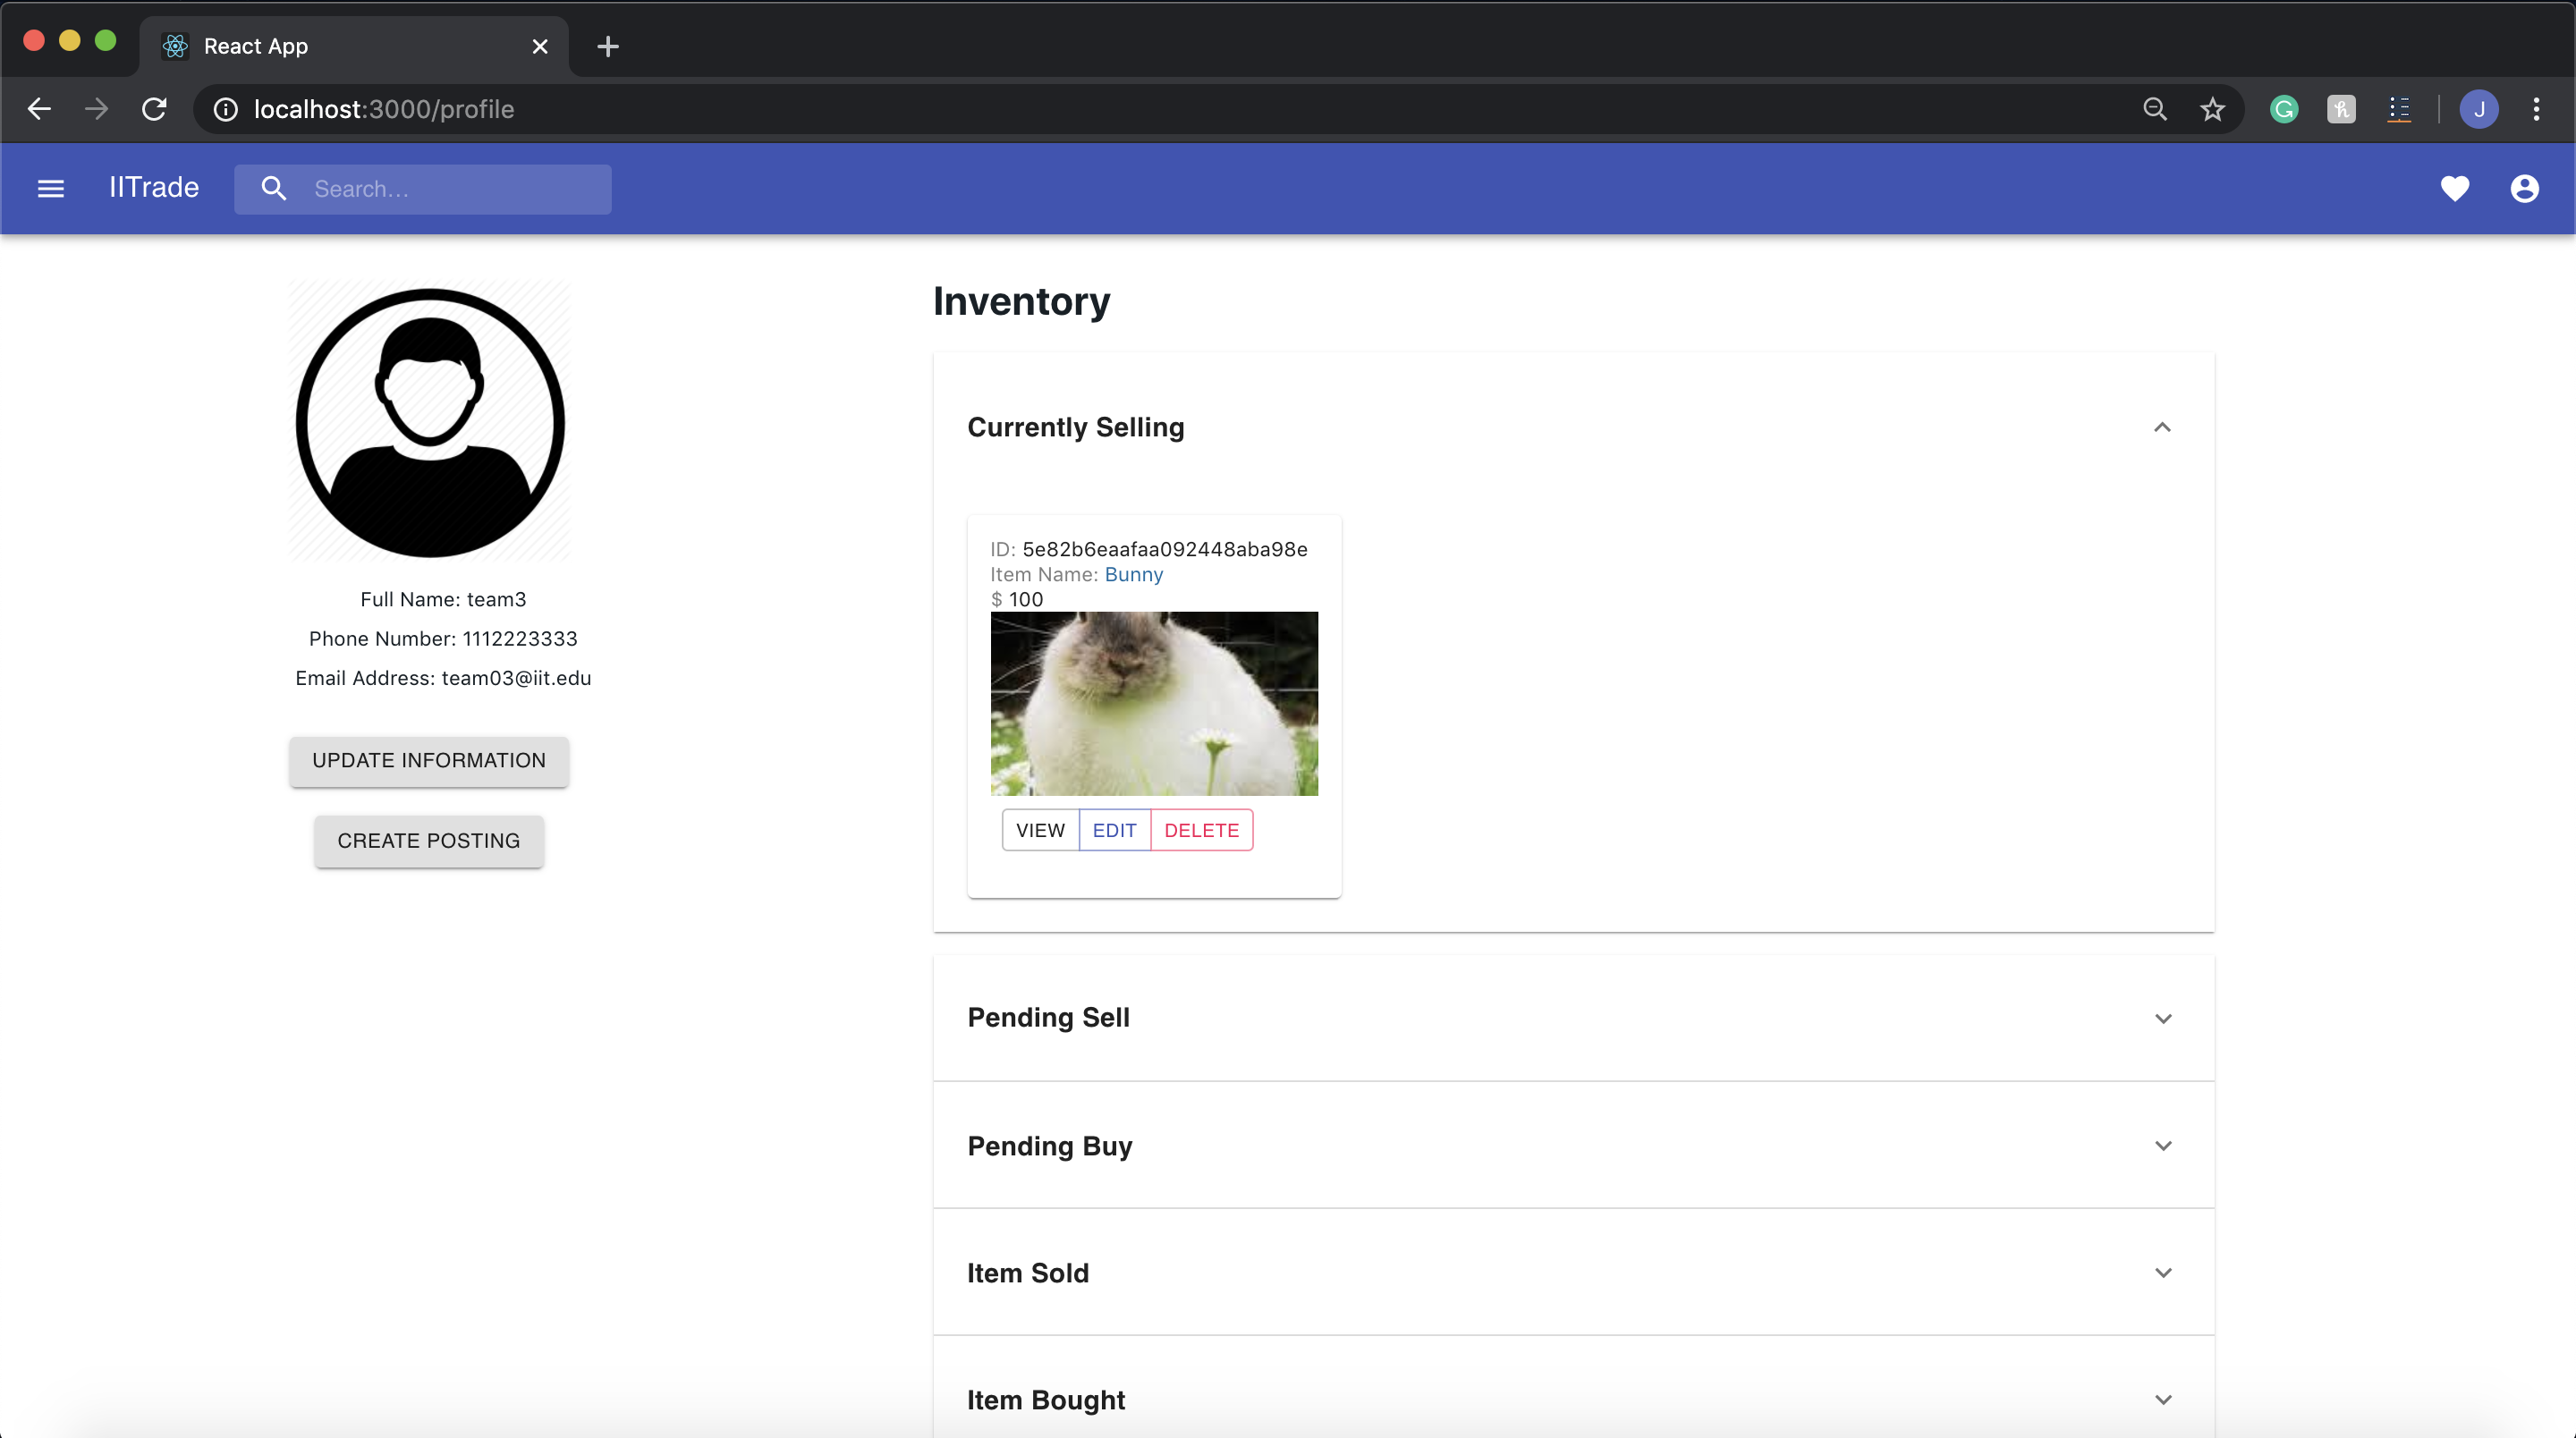 React App
localhost:3000/profile
J
IITrade
Search...
Inventory
Currently Selling
ID: 5e82b6eaafaa092448aba98e
Item Name: Bunny
$ 100
VIEW EDIT DELETE
Full Name: team3
Phone Number: 1112223333
Email Address: team03@iit.edu
UPDATE INFORMATION
CREATE POSTING
Pending Sell
Pending Buy
Item Sold
Item Bought